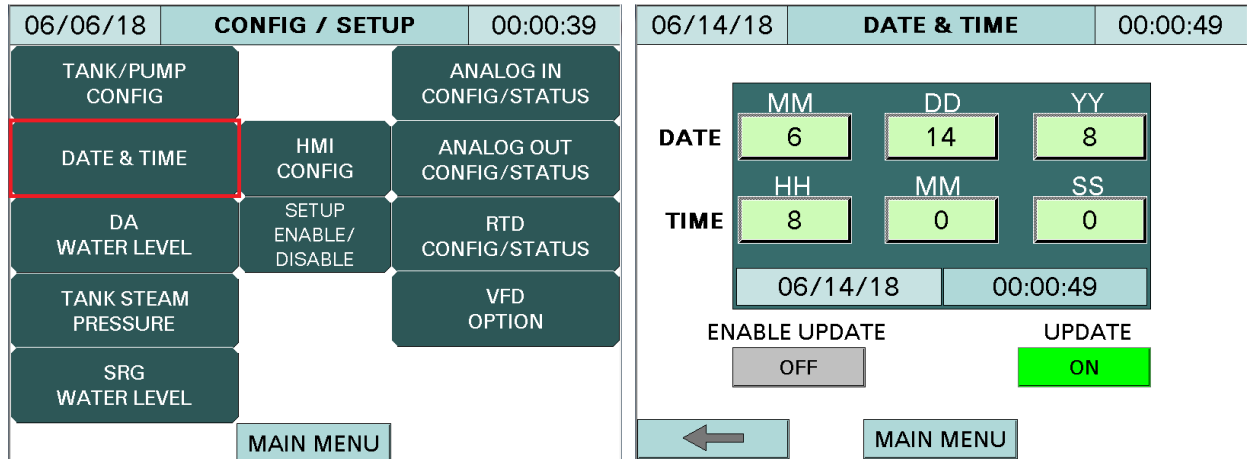 06/06/18 CONFIG / SETUP 00:00:39
TANK/PUMP
CONFIG
DATE & TIME
DA
WATER LEVEL
TANK STEAM
PRESSURE
SRG
WATER LEVEL
HMI
CONFIG
SETUP
ENABLE/
DISABLE
ANALOG IN
CONFIG/STATUS
ANALOG OUT
CONFIG/STATUS
RTD
CONFIG/STATUS
VFD
OPTION
MAIN MENU
06/14/18 DATE & TIME 00:00:49
MM DD YY
DATE 6 14 8
HH MM SS
TIME 8 0 0
06/14/18 00:00:49
ENABLE UPDATE UPDATE
OFF ON
MAIN MENU